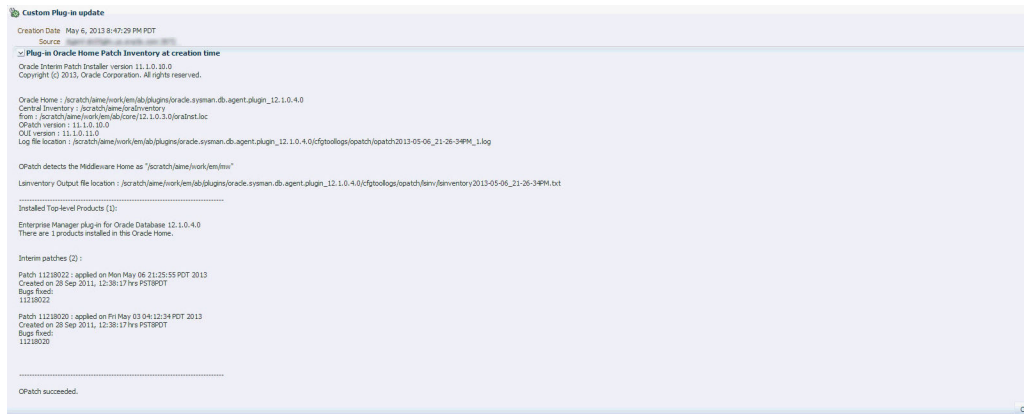 Custom Plug-in update
Creation Date May 6, 2013 8:47:29 PM PDT
Source
Plug-in Oracle Home Patch Inventory at creation time
Oracle Interim Patch Installer version 11.1.0.10.0
Copyright (c) 2013, Oracle Corporation. All rights reserved.
Oracle Home : /scratch/aime/work/em/ab/plugins/oracle.sysman.db.agent.plugin_12.1.0.4.0
Central Inventory : /scratch/aime/oraInventory
from : /scratch/aime/work/em/ab/core/12.1.0.3.0/oraInst.loc
OPatch version : 11.1.0.10.0
OUI version : 11.1.0.11.0
Log file location : /scratch/aime/work/em/ab/plugins/oracle.sysman.db.agent.plugin_12.1.0.4.0/cfgtoollogs/opatch/opatch2013-05-06_21-26-34PM_1.log
OPatch detects the Middleware Home as "/scratch/aime/work/em/mw"
Lsinventory Output file location : /scratch/aime/work/em/ab/plugins/oracle.sysman.db.agent.plugin_12.1.0.4.0/cfgtoollogs/opatch/lsinv/lsinventory2013-05-06_21-26-34PM.txt
--------------------------------------------------------------------------------
Installed Top-level Products (1):
Enterprise Manager plug-in for Oracle Database 12.1.0.4.0
There are 1 products installed in this Oracle Home.
Interim patches (2) :
Patch 11218022 : applied on Mon May 06 21:25:55 PDT 2013
Created on 28 Sep 2011, 12:38:17 hrs PST8PDT
Bugs fixed:
11218022
Patch 11218020 : applied on Fri May 03 04:12:34 PDT 2013
Created on 28 Sep 2011, 12:38:17 hrs PST8PDT
Bugs fixed:
11218020
--------------------------------------------------------------------------------
OPatch succeeded.